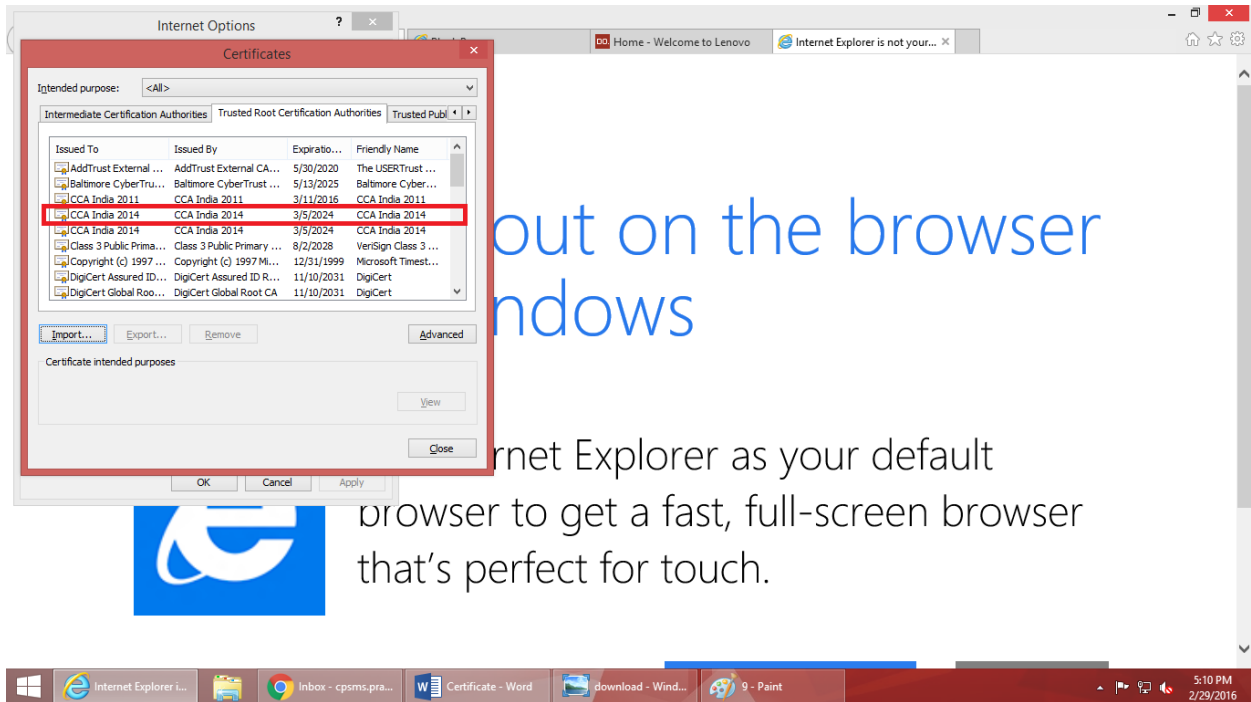 Internet Options
?
Certificates
Home - Welcome to Lenovo
Internet Explorer is not your...
Intended purpose:
<All>
Intermediate Certification Authorities
Trusted Root Certification Authorities
Trusted Publ
Issued To Issued By Expiratio... Friendly Name
AddTrust External ... AddTrust External CA... 5/30/2020 The USERTrust ...
Baltimore CyberTru... Baltimore CyberTrust ... 5/13/2025 Baltimore Cyber...
CCA India 2011 CCA India 2011 3/11/2016 CCA India 2011
CCA India 2014 CCA India 2014 3/5/2024 CCA India 2014
CCA India 2014 CCA India 2014 3/5/2024 CCA India 2014
Class 3 Public Prima... Class 3 Public Primary ... 8/2/2028 VeriSign Class 3 ...
Copyright (c) 1997 ... Copyright (c) 1997 Mi... 12/31/1999 Microsoft Timest...
DigiCert Assured ID... DigiCert Assured ID R... 11/10/2031 DigiCert
DigiCert Global Roo... DigiCert Global Root CA 11/10/2031 DigiCert
Import...
Export...
Remove
Advanced
Certificate intended purposes
View
Close
OK
Cancel
Apply
out on the browser
ndows
rnet Explorer as your default
browser to get a fast, full-screen browser
that's perfect for touch.
Internet Explorer i...
Inbox - cpsms.pra...
Certificate - Word
download - Wind...
9 - Paint
5:10 PM
2/29/2016